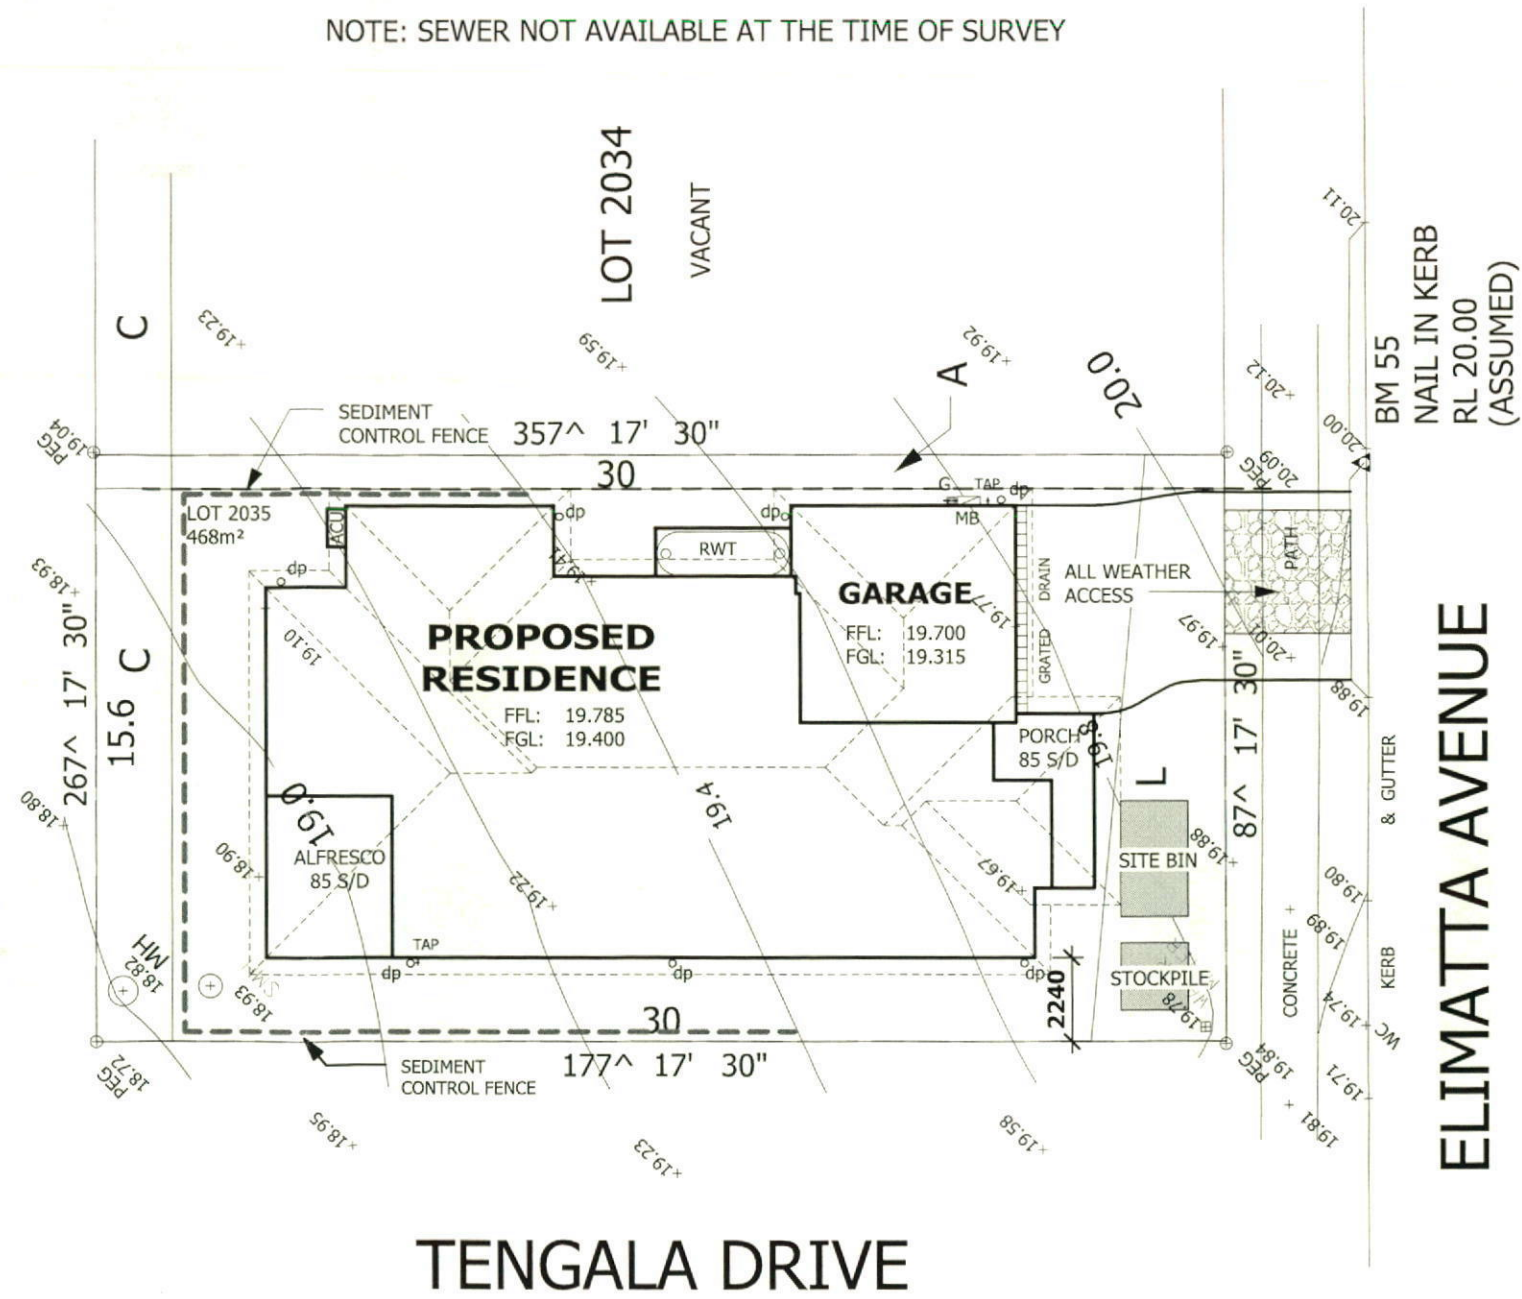 NOTE: SEWER NOT AVAILABLE AT THE TIME OF SURVEY
LOT 2034
VACANT
20.11
BM 55
NAIL IN KERB
RL 20.00
(ASSUMED)
C
19.23
19.59
19.92
20.0
20.12
20.00
A
SEDIMENT
CONTROL FENCE
357^ 17' 30"
30
PEG
19.04
PEG
20.09
G
TAP
dp
MB
LOT 2035
468m²
ACU
dp
dp
dp
RWT
19.41
18.93
19.10
PROPOSED
RESIDENCE
FFL: 19.785
FGL: 19.400
GARAGE
FFL: 19.700
FGL: 19.315
19.77
GRATED DRAIN
ALL WEATHER
ACCESS
PATH
19.97
20.01
19.88
267^ 17' 30"
15.6
C
87^ 17' 30"
PORCH
85 S/D
19.8
L
19.0
19.4
18.80
18.90
ALFRESCO
85 S/D
19.22
19.67
SITE BIN
19.88
19.80
19.89
& GUTTER
KERB
CONCRETE
ELIMATTA AVENUE
MH
18.82
18.93
SM
TAP
dp
dp
dp
2240
STOCKPILE
19.78
19.74
VC
30
177^ 17' 30"
SEDIMENT
CONTROL FENCE
PEG
18.72
PEG
19.84
19.71
19.81
18.95
19.23
19.58
TENGALA DRIVE